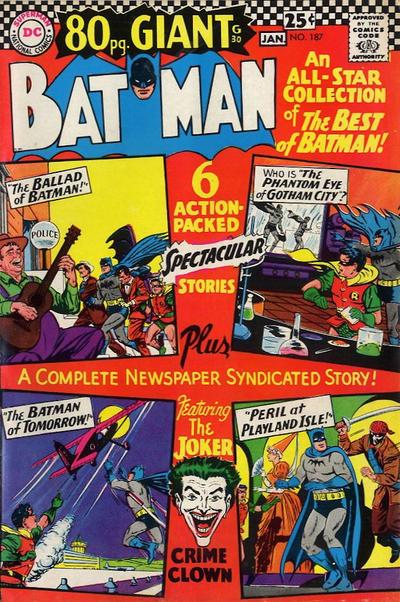 SUPERMAN
DC
NATIONAL COMICS
80 pg. GIANT
G
30
25¢
JAN.
NO. 187
APPROVED
BY THE
COMICS
CODE
AUTHORITY
BATMAN
An
ALL-STAR
COLLECTION
of The BEST
of BATMAN!
"The BALLAD
of BATMAN!"
POLICE
6
ACTION-
PACKED
SPECTACULAR
STORIES
WHO IS "The
PHANTOM EYE
of GOTHAM CITY"?
Plus
A COMPLETE NEWSPAPER SYNDICATED STORY!
"The BATMAN
of TOMORROW!"
Featuring
The
JOKER
CRIME
CLOWN
"PERIL at
PLAYLAND ISLE!"